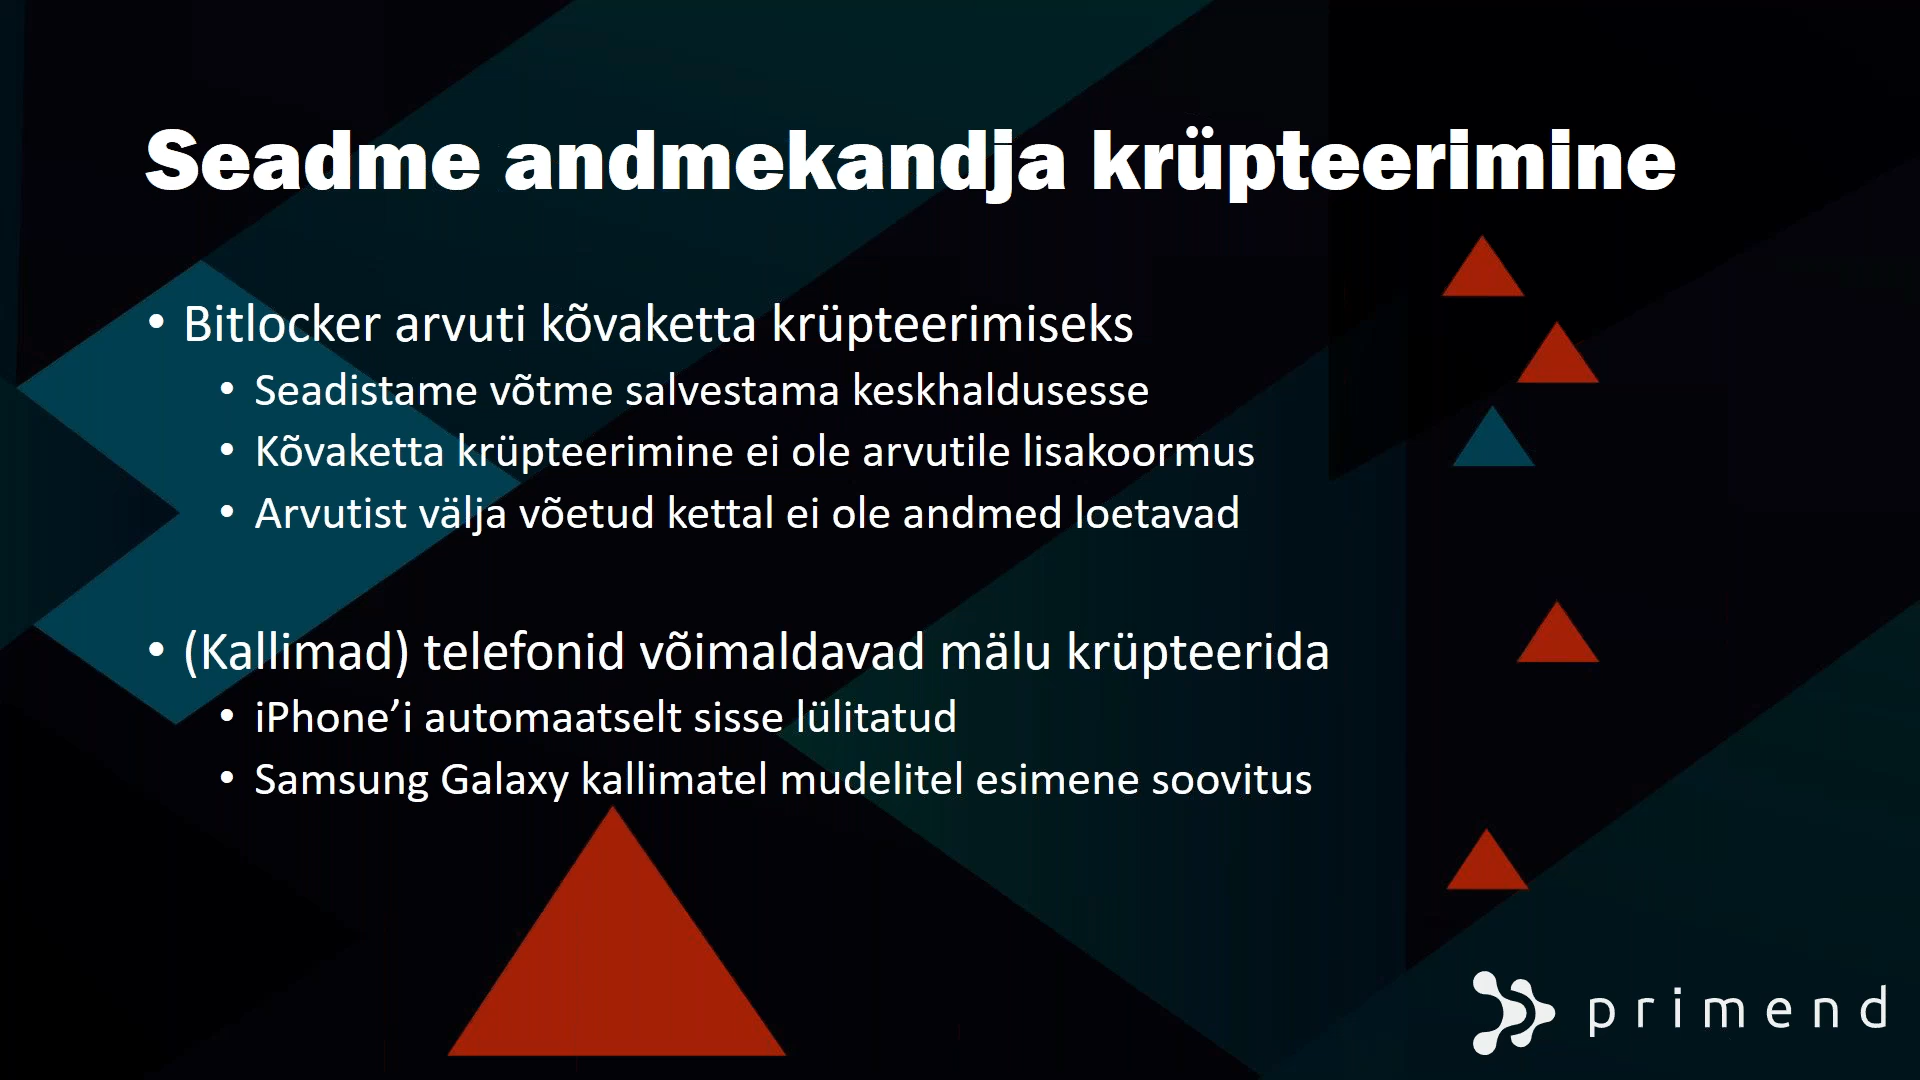 Seadme andmekandja krüpteerimine
• Bitlocker arvuti kõvaketta krüpteerimiseks
• Seadistame võtme salvestama keskhaldusesse
• Kõvaketta krüpteerimine ei ole arvutile lisakoormus
• Arvutist välja võetud kettal ei ole andmed loetavad
• (Kallimad) telefonid võimaldavad mälu krüpteerida
• iPhone’i automaatselt sisse lülitatud
• Samsung Galaxy kallimatel mudelitel esimene soovitus
primend